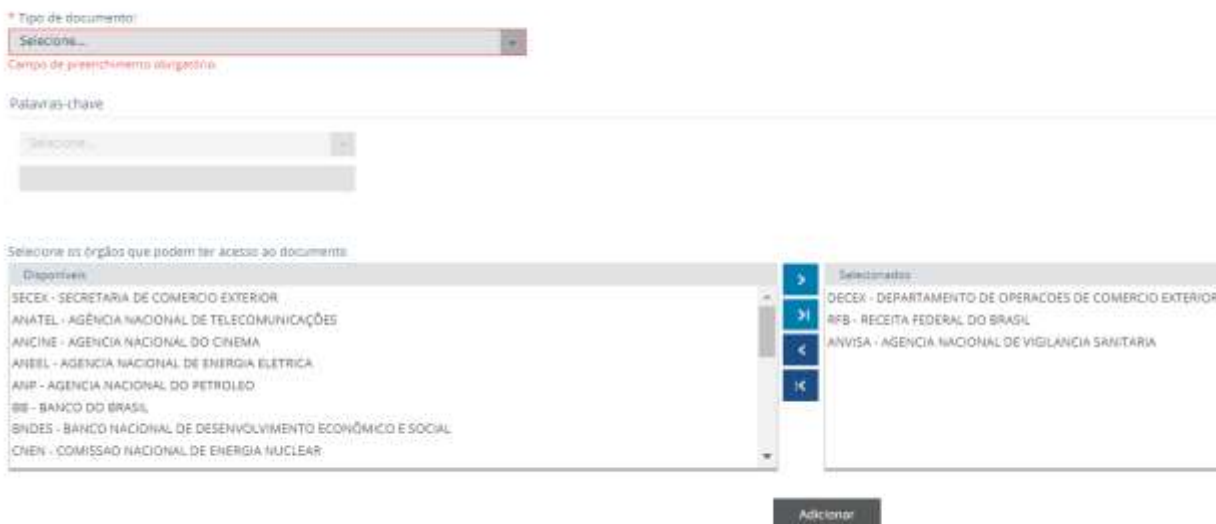 * Tipo de documento:
Selecione...
Campo de preenchimento obrigatório.
Palavras-chave
Selecione...
Selecione os órgãos que podem ter acesso ao documento
Disponíveis
SECEX - SECRETARIA DE COMERCIO EXTERIOR
ANATEL - AGÊNCIA NACIONAL DE TELECOMUNICAÇÕES
ANCINE - AGENCIA NACIONAL DO CINEMA
ANEEL - AGENCIA NACIONAL DE ENERGIA ELETRICA
ANP - AGENCIA NACIONAL DO PETROLEO
BB - BANCO DO BRASIL
BNDES - BANCO NACIONAL DE DESENVOLVIMENTO ECONÔMICO E SOCIAL
CNEN - COMISSAO NACIONAL DE ENERGIA NUCLEAR
Selecionados
DECEX - DEPARTAMENTO DE OPERACOES DE COMERCIO EXTERIOR
RFB - RECEITA FEDERAL DO BRASIL
ANVISA - AGENCIA NACIONAL DE VIGILANCIA SANITARIA
Adicionar